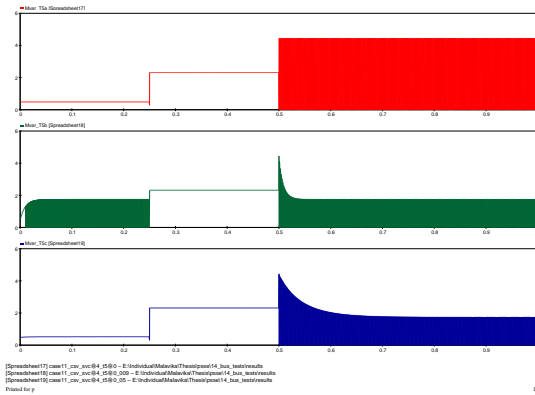 Mvar_T5a [Spreadsheet17]
6
4
2
0
0 0.1 0.2 0.3 0.4 0.5 0.6 0.7 0.8 0.9
Mvar_T5b [Spreadsheet18]
6
4
2
0
0 0.1 0.2 0.3 0.4 0.5 0.6 0.7 0.8 0.9
Mvar_T5c [Spreadsheet19]
6
4
2
0
0 0.1 0.2 0.3 0.4 0.5 0.6 0.7 0.8 0.9
[Spreadsheet17] case11_csv_svc@4_t5@0 – E:\Individual\Malavika\Thesis\psse\14_bus_tests\results
[Spreadsheet18] case11_csv_svc@4_t5@0_009 – E:\Individual\Malavika\Thesis\psse\14_bus_tests\results
[Spreadsheet19] case11_csv_svc@4_t5@0_05 – E:\Individual\Malavika\Thesis\psse\14_bus_tests\results
Printed for p